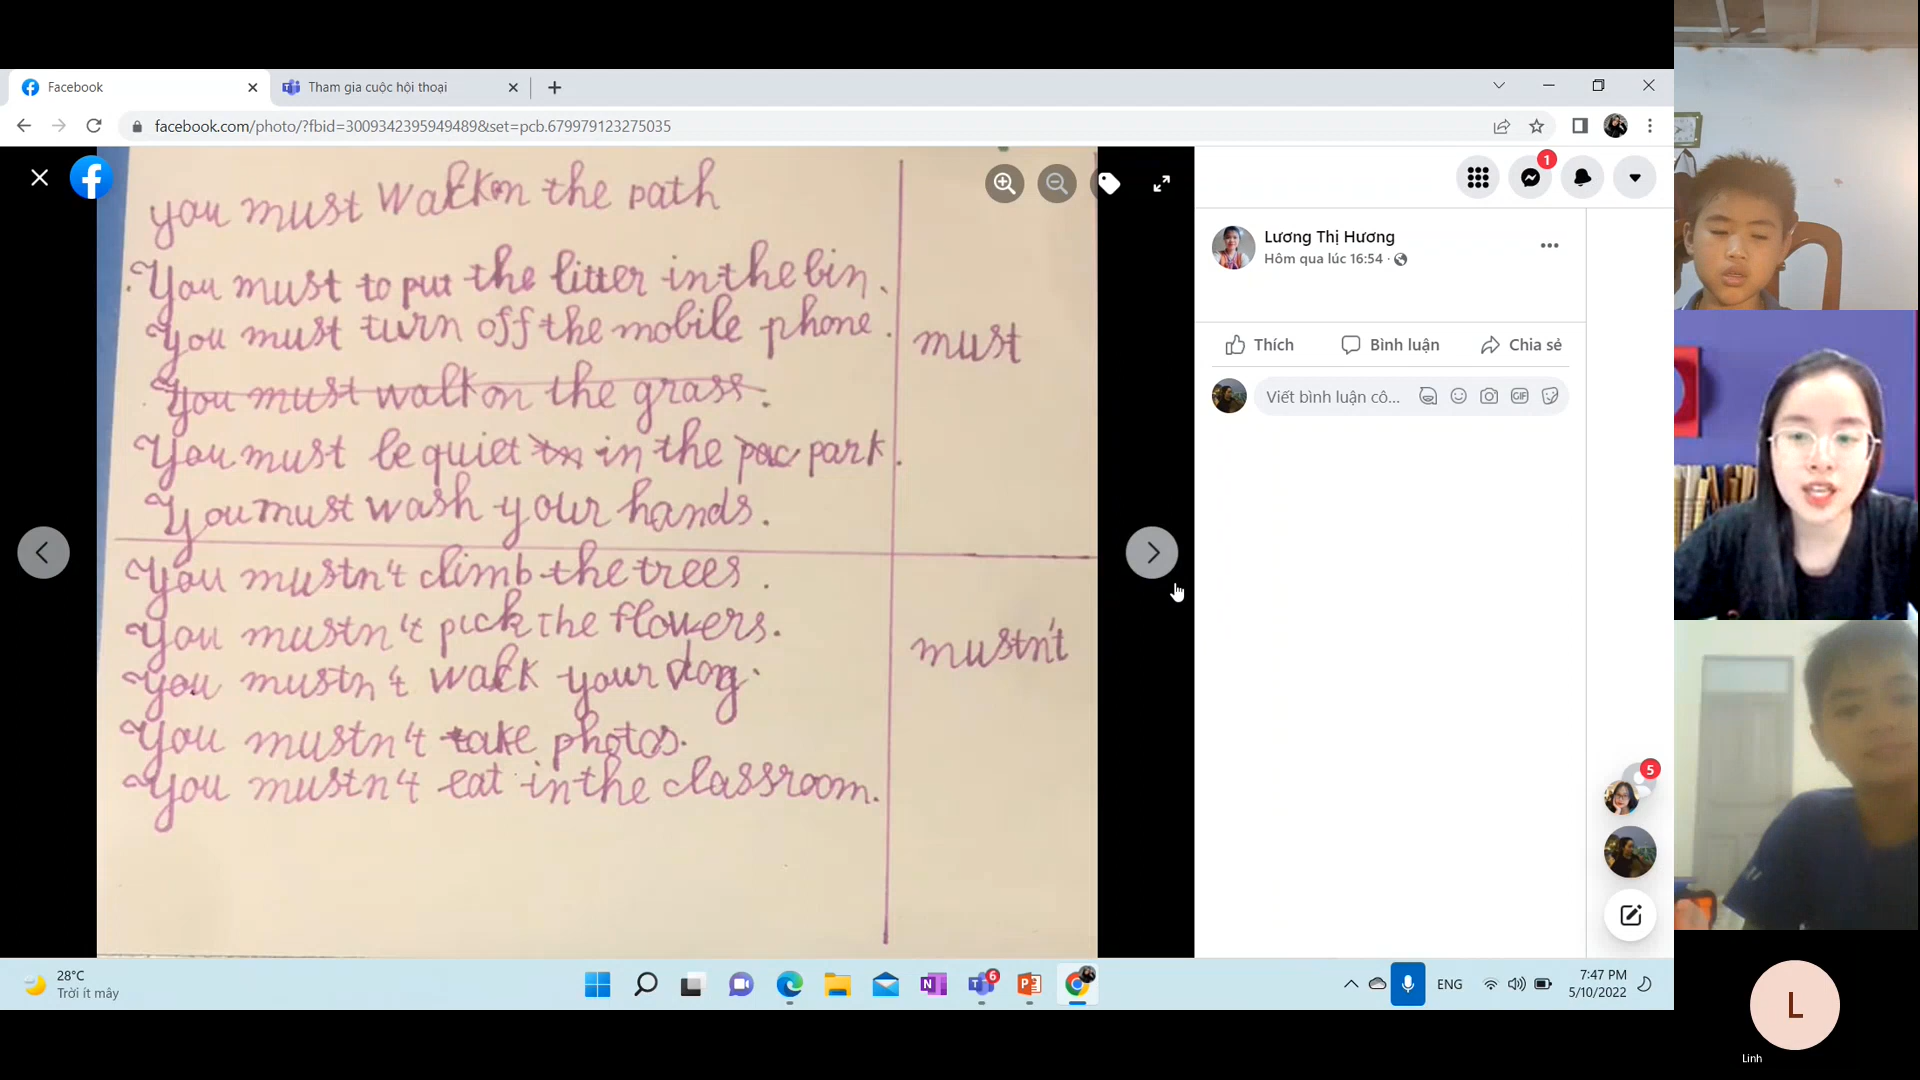 Facebook
Tham gia cuộc hội thoại
facebook.com/photo/?fbid=3009342395949489&set=pcb.679979123275035
you must walk on the path
You must to put the litter in the bin.
You must turn off the mobile phone.
must
You must walk on the grass.
You must be quiet in in the pac park.
You must wash your hands.
You mustn't climb the trees.
You mustn't pick the flowers.
mustn't
You mustn't walk your dog.
You mustn't take photos.
You mustn't eat in the classroom.
1
Lương Thị Hương
Hôm qua lúc 16:54
Thích
Bình luận
Chia sẻ
Viết bình luận cô...
GIF
5
28°C
Trời ít mây
6
ENG
7:47 PM
5/10/2022
L
Linh